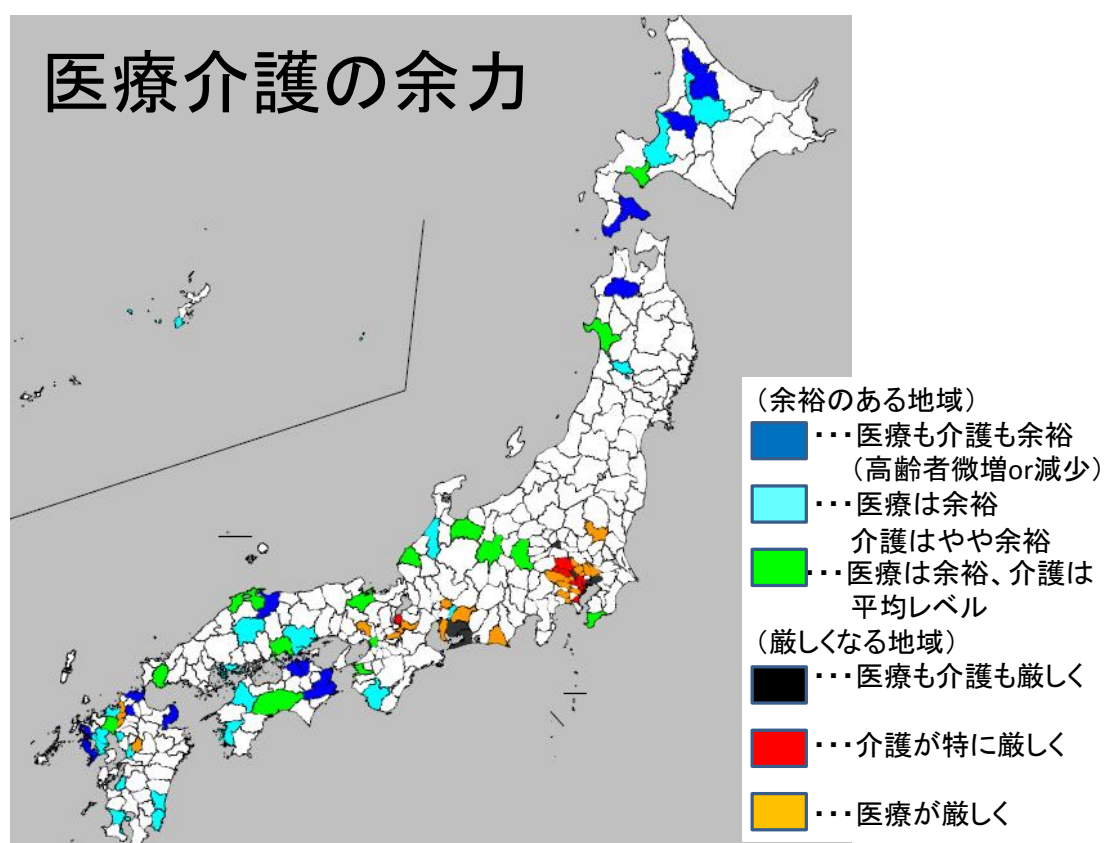 医療介護の余力
（余裕のある地域）
･･･医療も介護も余裕
（高齢者微増or減少）
･･･医療は余裕
介護はやや余裕
･･･医療は余裕、介護は
平均レベル
（厳しくなる地域）
･･･医療も介護も厳しく
･･･介護が特に厳しく
･･･医療が厳しく